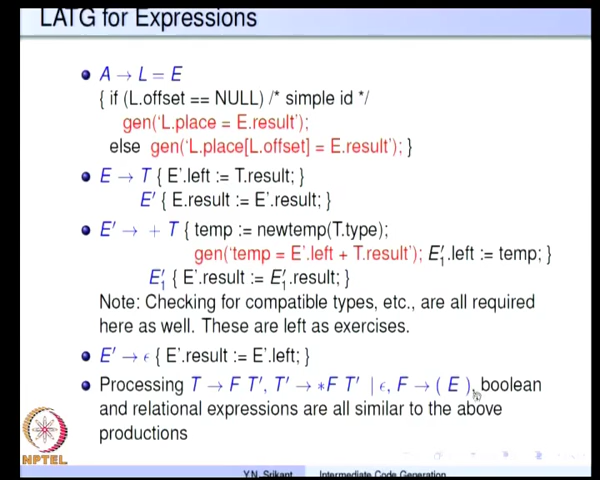 LATG for Expressions
A → L = E
{ if (L.offset == NULL) /* simple id */
gen('L.place = E.result');
else gen('L.place[L.offset] = E.result'); }
E → T { E'.left := T.result; }
E' { E.result := E'.result; }
E' → + T { temp := newtemp(T.type);
gen('temp = E'.left + T.result'); E'₁.left := temp; }
E'₁ { E'.result := E'₁.result; }
Note: Checking for compatible types, etc., are all required
here as well. These are left as exercises.
E' → ϵ { E'.result := E'.left; }
Processing T → F T', T' → *F T' | ϵ, F → ( E ), boolean
and relational expressions are all similar to the above
productions
NPTEL
Y.N. Srikant Intermediate Code Generation